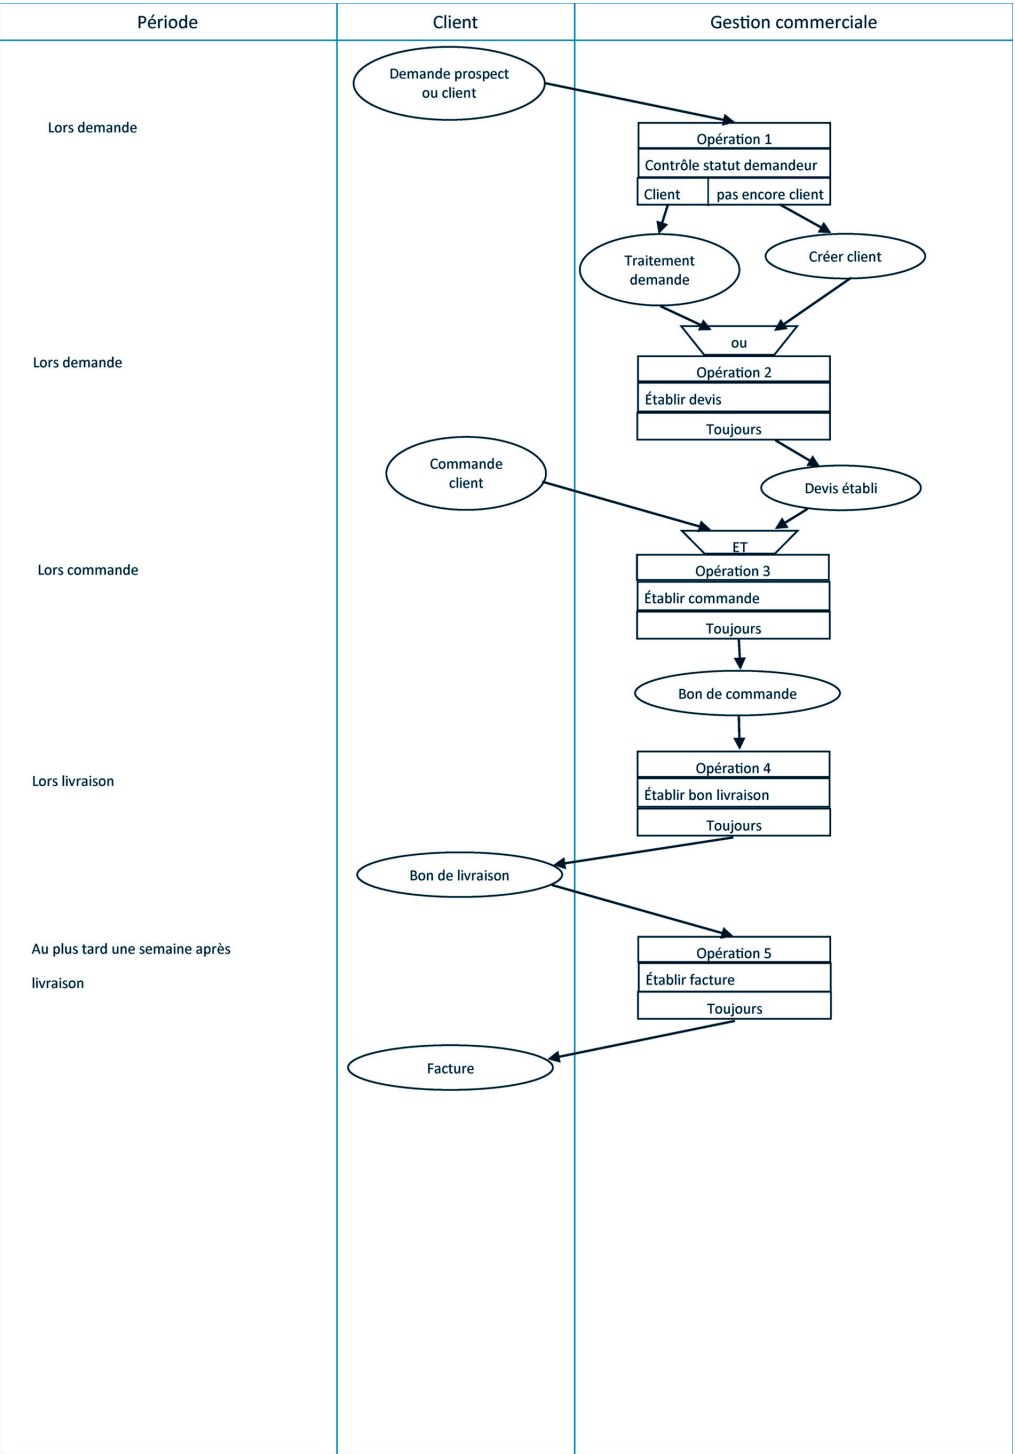 Période
Client
Gestion commerciale
Demande prospect
ou client
Lors demande
Opération 1
Contrôle statut demandeur
Client
pas encore client
Traitement
demande
Créer client
ou
Lors demande
Opération 2
Établir devis
Toujours
Commande
client
Devis établi
ET
Lors commande
Opération 3
Établir commande
Toujours
Bon de commande
Opération 4
Lors livraison
Établir bon livraison
Toujours
Bon de livraison
Au plus tard une semaine après
livraison
Opération 5
Établir facture
Toujours
Facture